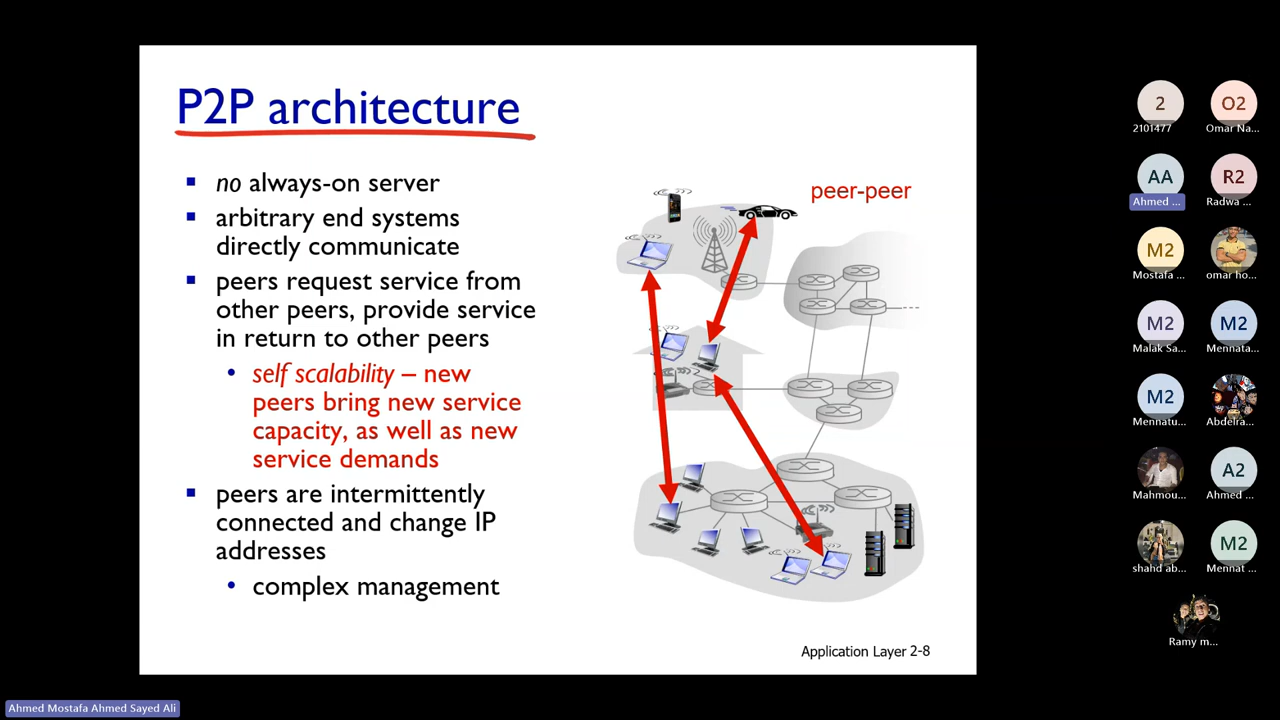 P2P architecture
no always-on server
arbitrary end systems
directly communicate
peers request service from
other peers, provide service
in return to other peers
self scalability – new
peers bring new service
capacity, as well as new
service demands
peers are intermittently
connected and change IP
addresses
complex management
peer-peer
Application Layer 2-8
2
2101477
O2
Omar Na...
AA
Ahmed ...
R2
Radwa ...
M2
Mostafa ...
omar ho...
M2
Malak Sa...
M2
Mennata...
M2
Mennatu...
Abdelra...
Mahmou...
A2
Ahmed ...
shahd ab...
M2
Mennat ...
Ramy m...
Ahmed Mostafa Ahmed Sayed Ali